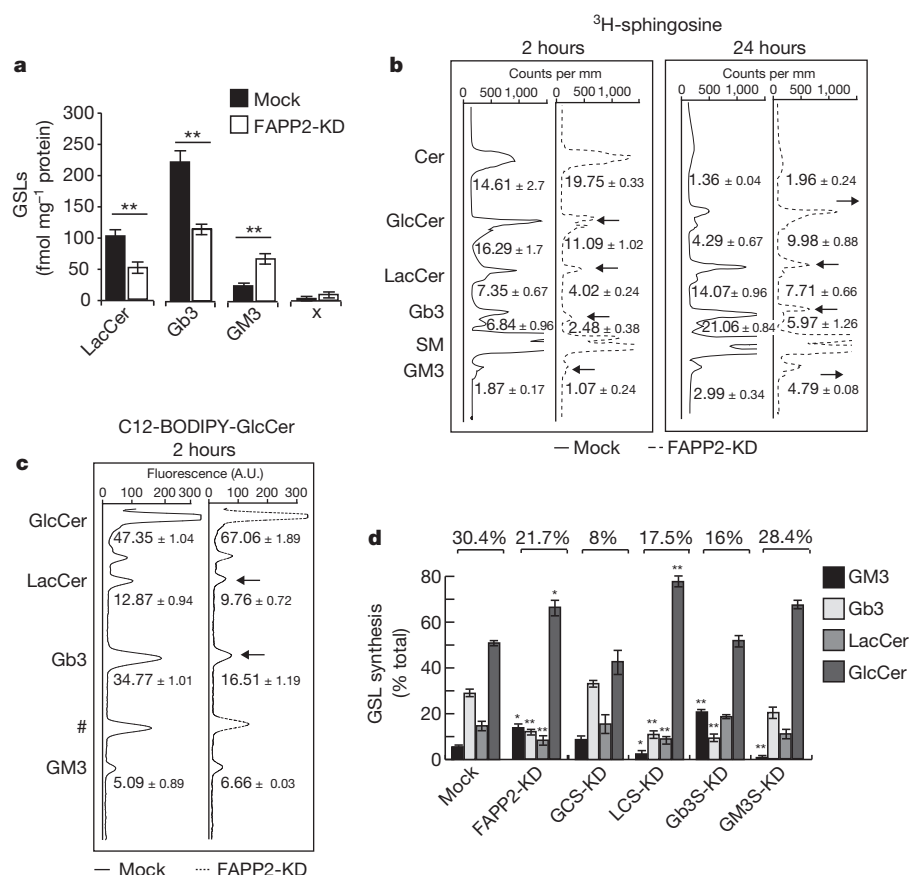 a
Mock
FAPP2-KD
GSLs
(fmol mg⁻¹ protein)
300
250
200
150
100
50
0
**
**
**
LacCer
Gb3
GM3
x
³H-sphingosine
2 hours
24 hours
b
Counts per mm
Counts per mm
0 500 1,000 0 500 1,000
0 500 1,000 0 500 1,000
Cer
14.61 ± 2.7 19.75 ± 0.33 1.36 ± 0.04 1.96 ± 0.24
GlcCer
16.29 ± 1.7 11.09 ± 1.02 4.29 ± 0.67 9.98 ± 0.88
LacCer
7.35 ± 0.67 4.02 ± 0.24 14.07 ± 0.96 7.71 ± 0.66
Gb3
6.84 ± 0.96 2.48 ± 0.38 21.06 ± 0.84 5.97 ± 1.26
SM
GM3
1.87 ± 0.17 1.07 ± 0.24 2.99 ± 0.34 4.79 ± 0.08
Mock FAPP2-KD
C12-BODIPY-GlcCer
2 hours
c
Fluorescence (A.U.)
0 100 200 300 0 100 200 300
GlcCer
47.35 ± 1.04 67.06 ± 1.89
LacCer
12.87 ± 0.94 9.76 ± 0.72
Gb3
34.77 ± 1.01 16.51 ± 1.19
#
GM3
5.09 ± 0.89 6.66 ± 0.03
Mock FAPP2-KD
d
30.4% 21.7% 8% 17.5% 16% 28.4%
GSL synthesis
(% total)
80
60
40
20
0
* ** ** *
* ** ** **
** **
**
GM3
Gb3
LacCer
GlcCer
Mock
FAPP2-KD
GCS-KD
LCS-KD
Gb3S-KD
GM3S-KD